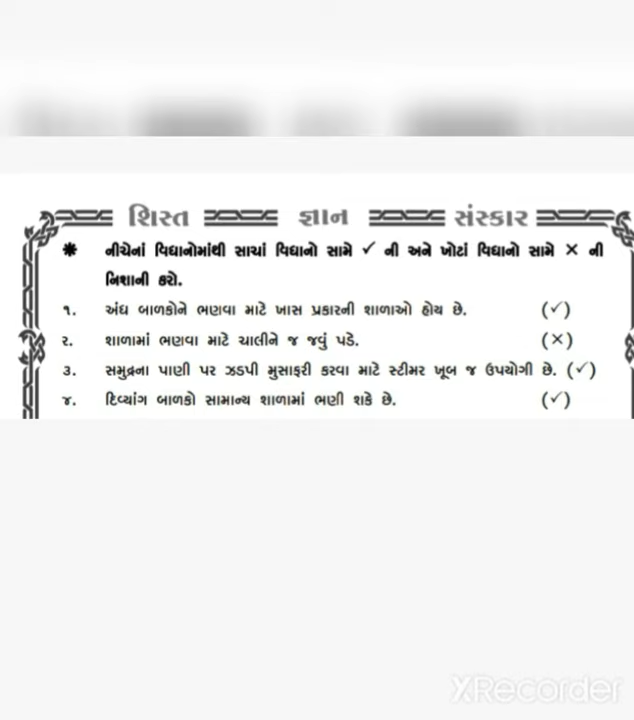 શિસ્ત જ્ઞાન સંસ્કાર
* નીચેનાં વિધાનોમાંથી સાચાં વિધાનો સામે ✓ ની અને ખોટાં વિધાનો સામે × ની
નિશાની કરો.
૧. અંધ બાળકોને ભણવા માટે ખાસ પ્રકારની શાળાઓ હોય છે. (✓)
૨. શાળામાં ભણવા માટે ચાલીને જ જવું પડે. (×)
૩. સમુદ્રના પાણી પર ઝડપી મુસાફરી કરવા માટે સ્ટીમર ખૂબ જ ઉપયોગી છે. (✓)
૪. દિવ્યાંગ બાળકો સામાન્ય શાળામાં ભણી શકે છે. (✓)
XRecorder